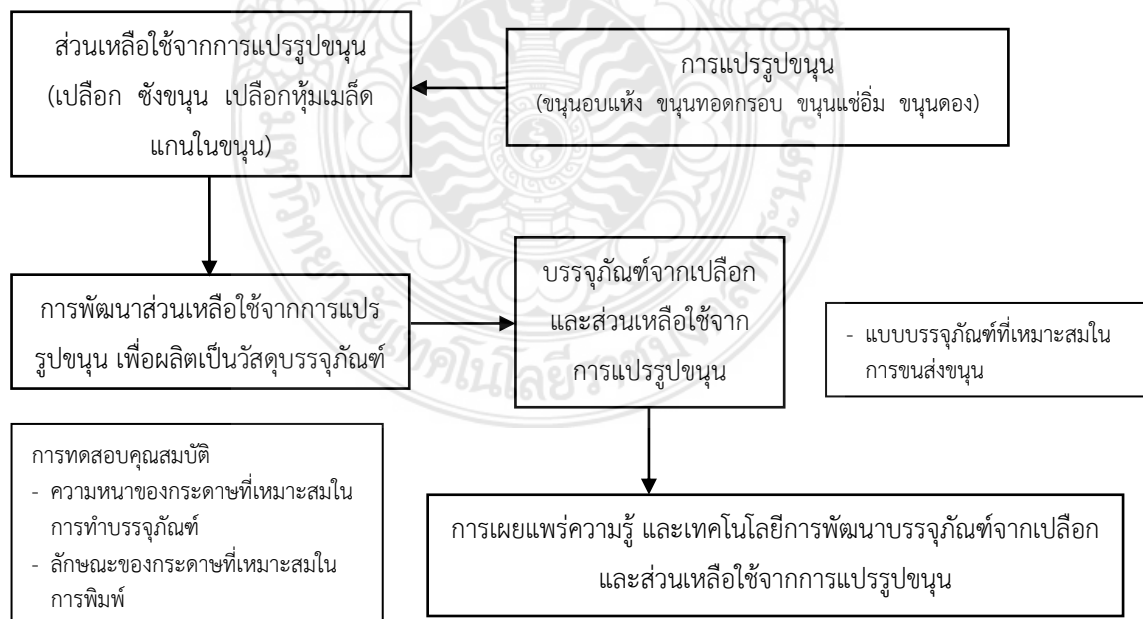 ส่วนเหลือใช้จากการแปรรูปขนุน
(เปลือก ซังขนุน เปลือกหุ้มเมล็ด
แกนในขนุน)
การแปรรูปขนุน
(ขนุนอบแห้ง ขนุนทอดกรอบ ขนุนแช่อิ่ม ขนุนดอง)
การพัฒนาส่วนเหลือใช้จากการแปร
รูปขนุน เพื่อผลิตเป็นวัสดุบรรจุภัณฑ์
บรรจุภัณฑ์จากเปลือก
และส่วนเหลือใช้จาก
การแปรรูปขนุน
- แบบบรรจุภัณฑ์ที่เหมาะสมใน
การขนส่งขนุน
การทดสอบคุณสมบัติ
- ความหนาของกระดาษที่เหมาะสมใน
การทำบรรจุภัณฑ์
- ลักษณะของกระดาษที่เหมาะสมใน
การพิมพ์
การเผยแพร่ความรู้ และเทคโนโลยีการพัฒนาบรรจุภัณฑ์จากเปลือก
และส่วนเหลือใช้จากการแปรรูปขนุน